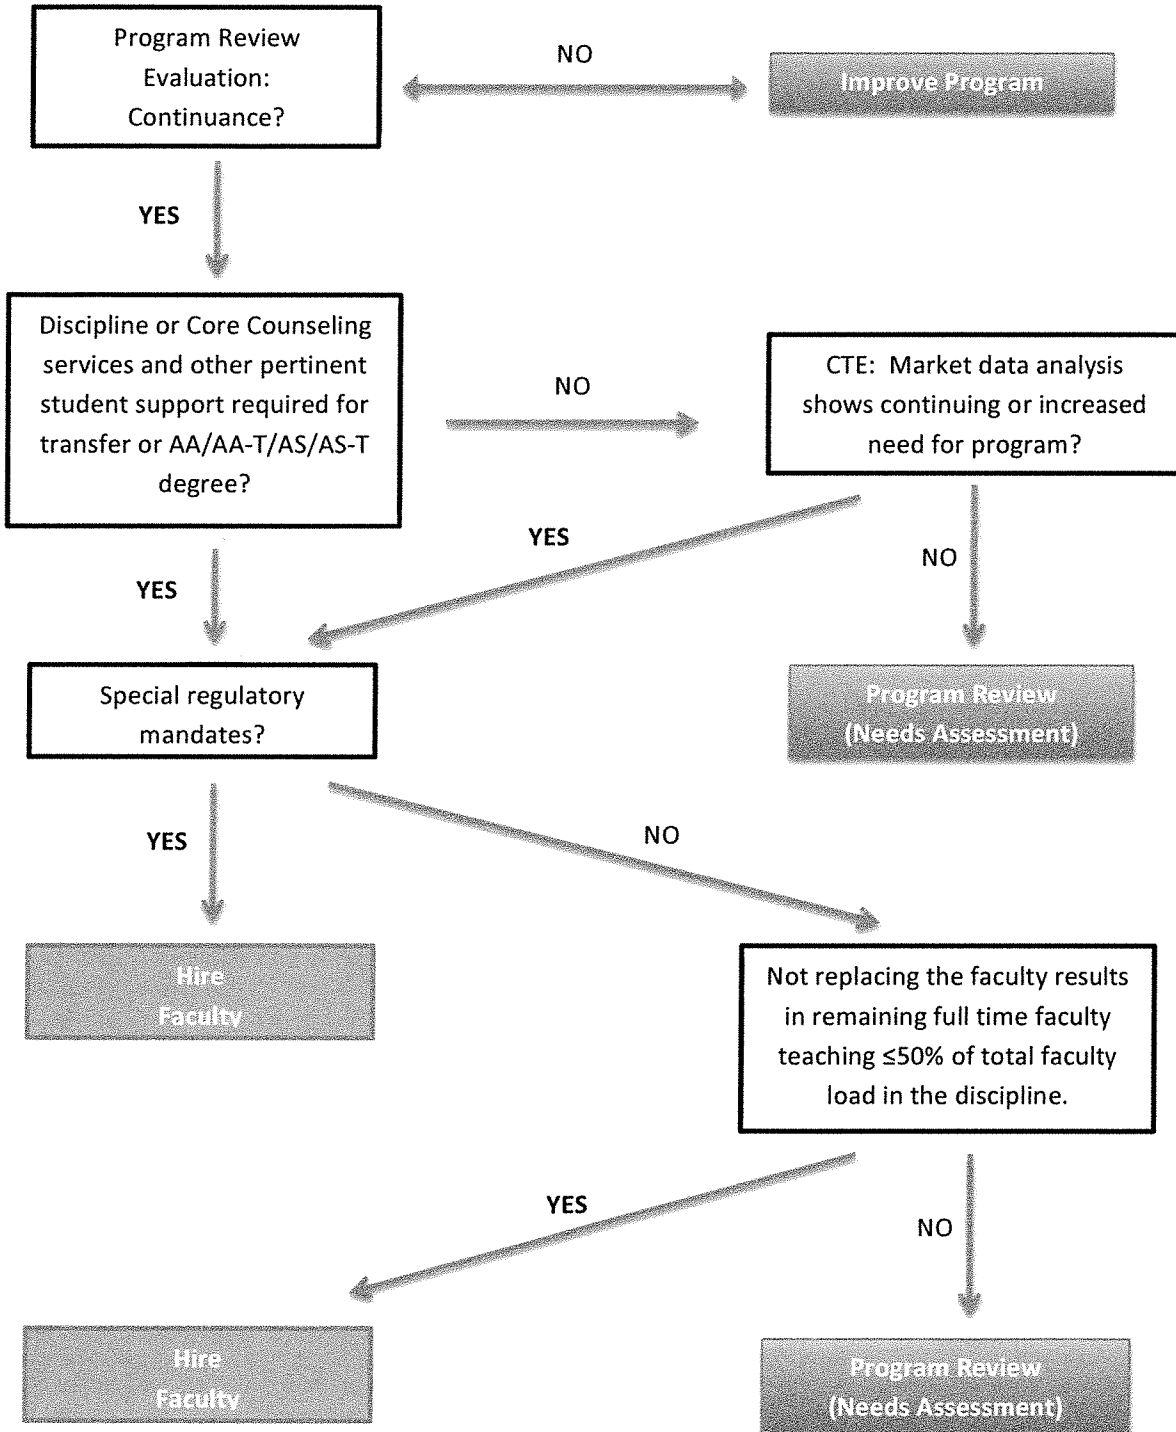 Program Review
Evaluation:
Continuance?
NO
Improve Program
YES
Discipline or Core Counseling
services and other pertinent
student support required for
transfer or AA/AA-T/AS/AS-T
degree?
NO
CTE:  Market data analysis
shows continuing or increased
need for program?
YES
YES
NO
Special regulatory
mandates?
Program Review
(Needs Assessment)
YES
NO
Hire
Faculty
Not replacing the faculty results
in remaining full time faculty
teaching ≤50% of total faculty
load in the discipline.
YES
NO
Hire
Faculty
Program Review
(Needs Assessment)